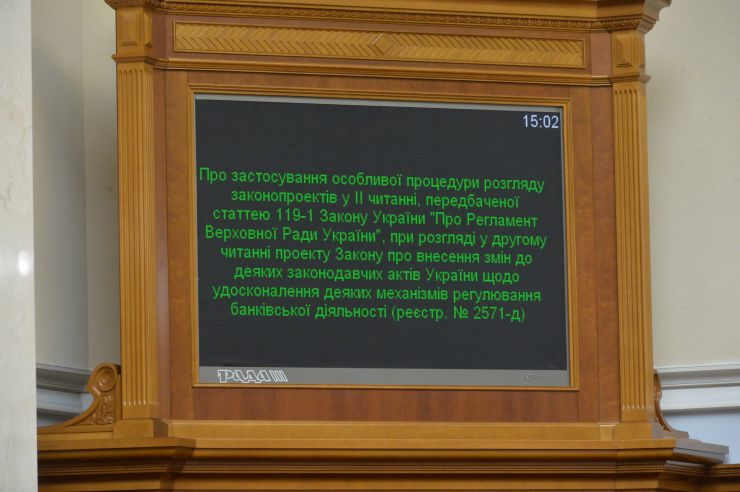 15:02
Про застосування особливої процедури розгляду
законопроектів у II читанні, передбаченої
статтею 119-1 Закону України "Про Регламент
Верховної Ради України", при розгляді у другому
читанні проекту Закону про внесення змін до
деяких законодавчих актів України щодо
удосконалення деяких механізмів регулювання
банківської діяльності (реєстр. № 2571-д)
РАДА III